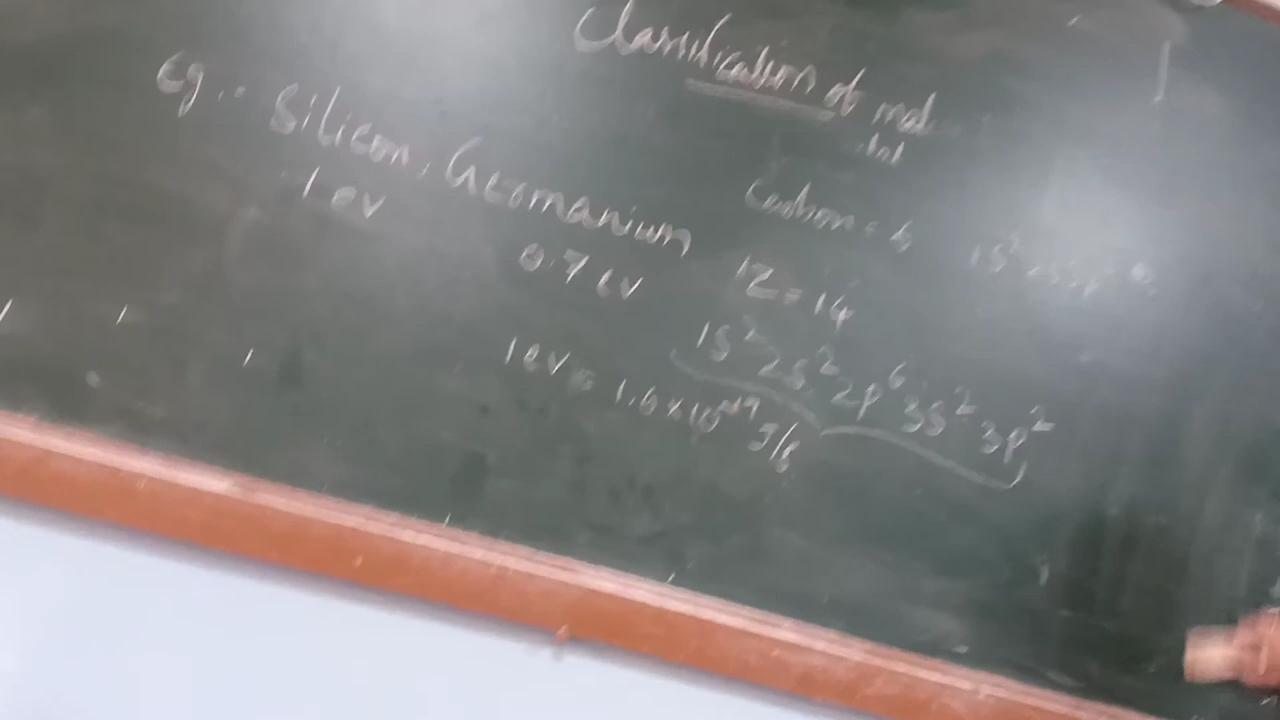 Classification of mat
Eg:- Silicon, Germanium
1 eV
0.7 eV
Carbon = 6
1s²
Z = 14
1s² 2s² 2p⁶ 3s² 3p²
1 eV = 1.6 × 10⁻¹⁹ J/